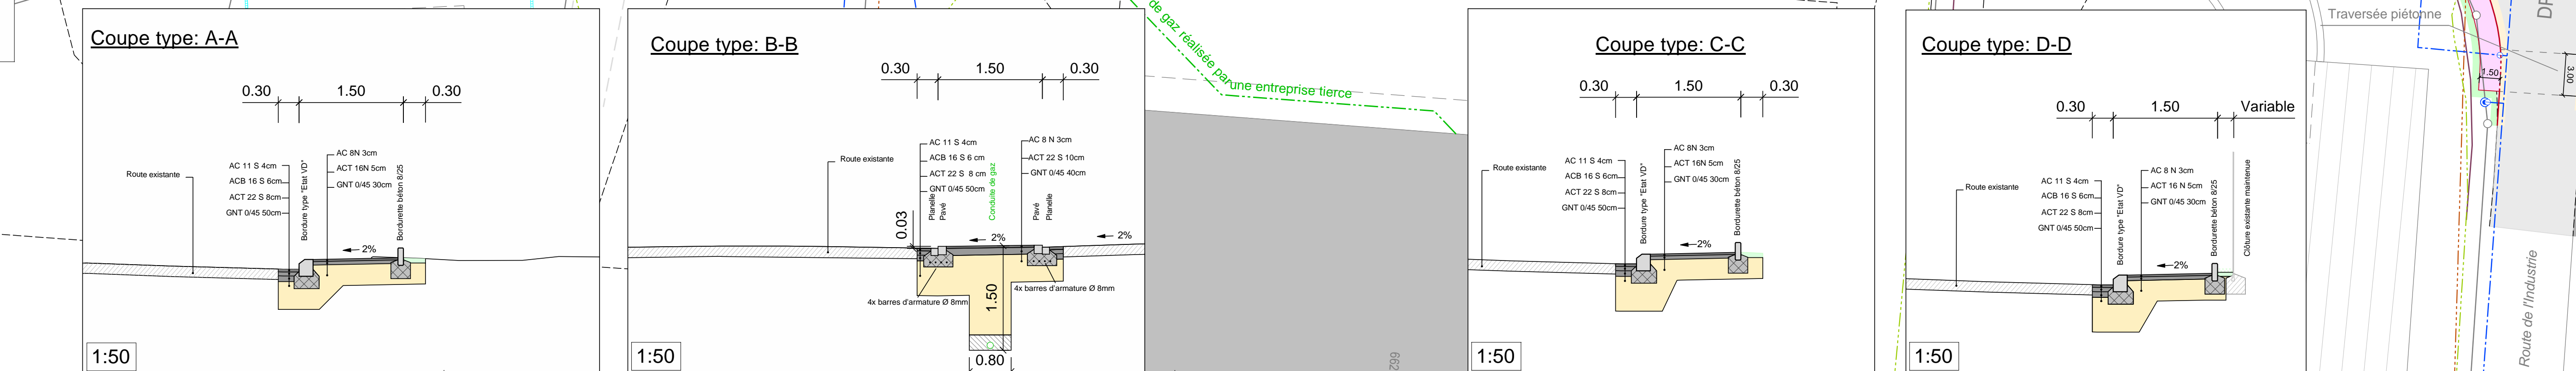 Coupe type: A-A
0.30 1.50 0.30
Route existante
AC 11 S 4cm
ACB 16 S 6cm
ACT 22 S 8cm
GNT 0/45 50cm
Bordure type "Etat VD"
AC 8N 3cm
ACT 16N 5cm
GNT 0/45 30cm
Bordurette béton 8/25
2%
1:50
Coupe type: B-B
0.30 1.50 0.30
Route existante
AC 11 S 4cm
ACB 16 S 6 cm
ACT 22 S 8 cm
GNT 0/45 50cm
Planelle
Pavé
Conduite de gaz
AC 8 N 3cm
ACT 22 S 10cm
GNT 0/45 40cm
Pavé
Planelle
0.03
2%
2%
4x barres d'armature Ø 8mm
4x barres d'armature Ø 8mm
1.50
0.80
1:50
de gaz réalisée par une entreprise tierce
Coupe type: C-C
0.30 1.50 0.30
Route existante
AC 11 S 4cm
ACB 16 S 6cm
ACT 22 S 8cm
GNT 0/45 50cm
Bordure type "Etat VD"
AC 8N 3cm
ACT 16N 5cm
GNT 0/45 30cm
Bordurette béton 8/25
2%
1:50
Coupe type: D-D
0.30 1.50 Variable
Route existante
AC 11 S 4cm
ACB 16 S 6cm
ACT 22 S 8cm
GNT 0/45 50cm
Bordure type "Etat VD"
AC 8 N 3cm
ACT 16 N 5cm
GNT 0/45 30cm
Bordurette béton 8/25
Clôture existante maintenue
2%
1:50
Traversée piétonne
1.50
3.00
Route de l'Industrie